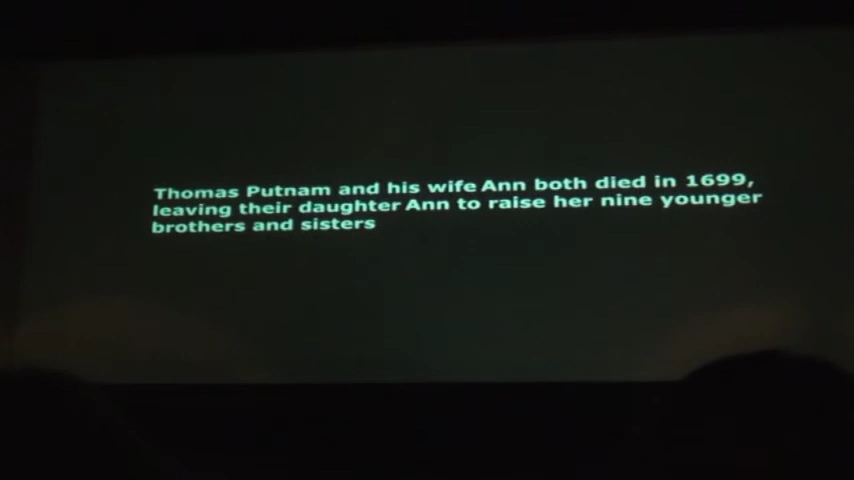 Thomas Putnam and his wife Ann both died in 1699,
leaving their daughter Ann to raise her nine younger
brothers and sisters